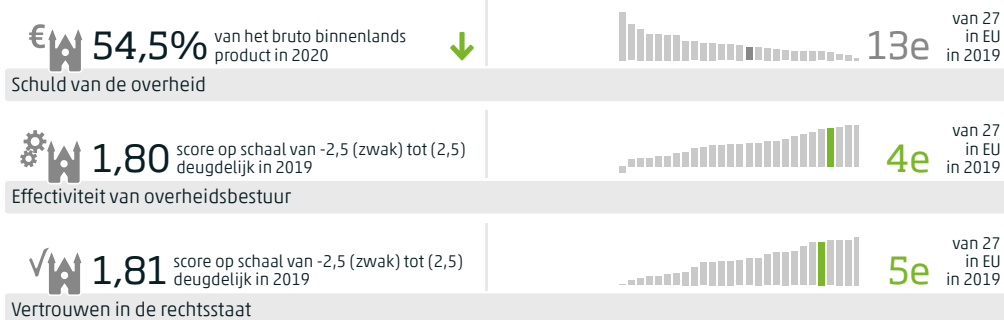 € 54,5% van het bruto binnenlands
product in 2020
13e van 27
in EU
in 2019
Schuld van de overheid
1,80 score op schaal van -2,5 (zwak) tot (2,5)
deugdelijk in 2019
4e van 27
in EU
in 2019
Effectiviteit van overheidsbestuur
1,81 score op schaal van -2,5 (zwak) tot (2,5)
deugdelijk in 2019
5e van 27
in EU
in 2019
Vertrouwen in de rechtsstaat